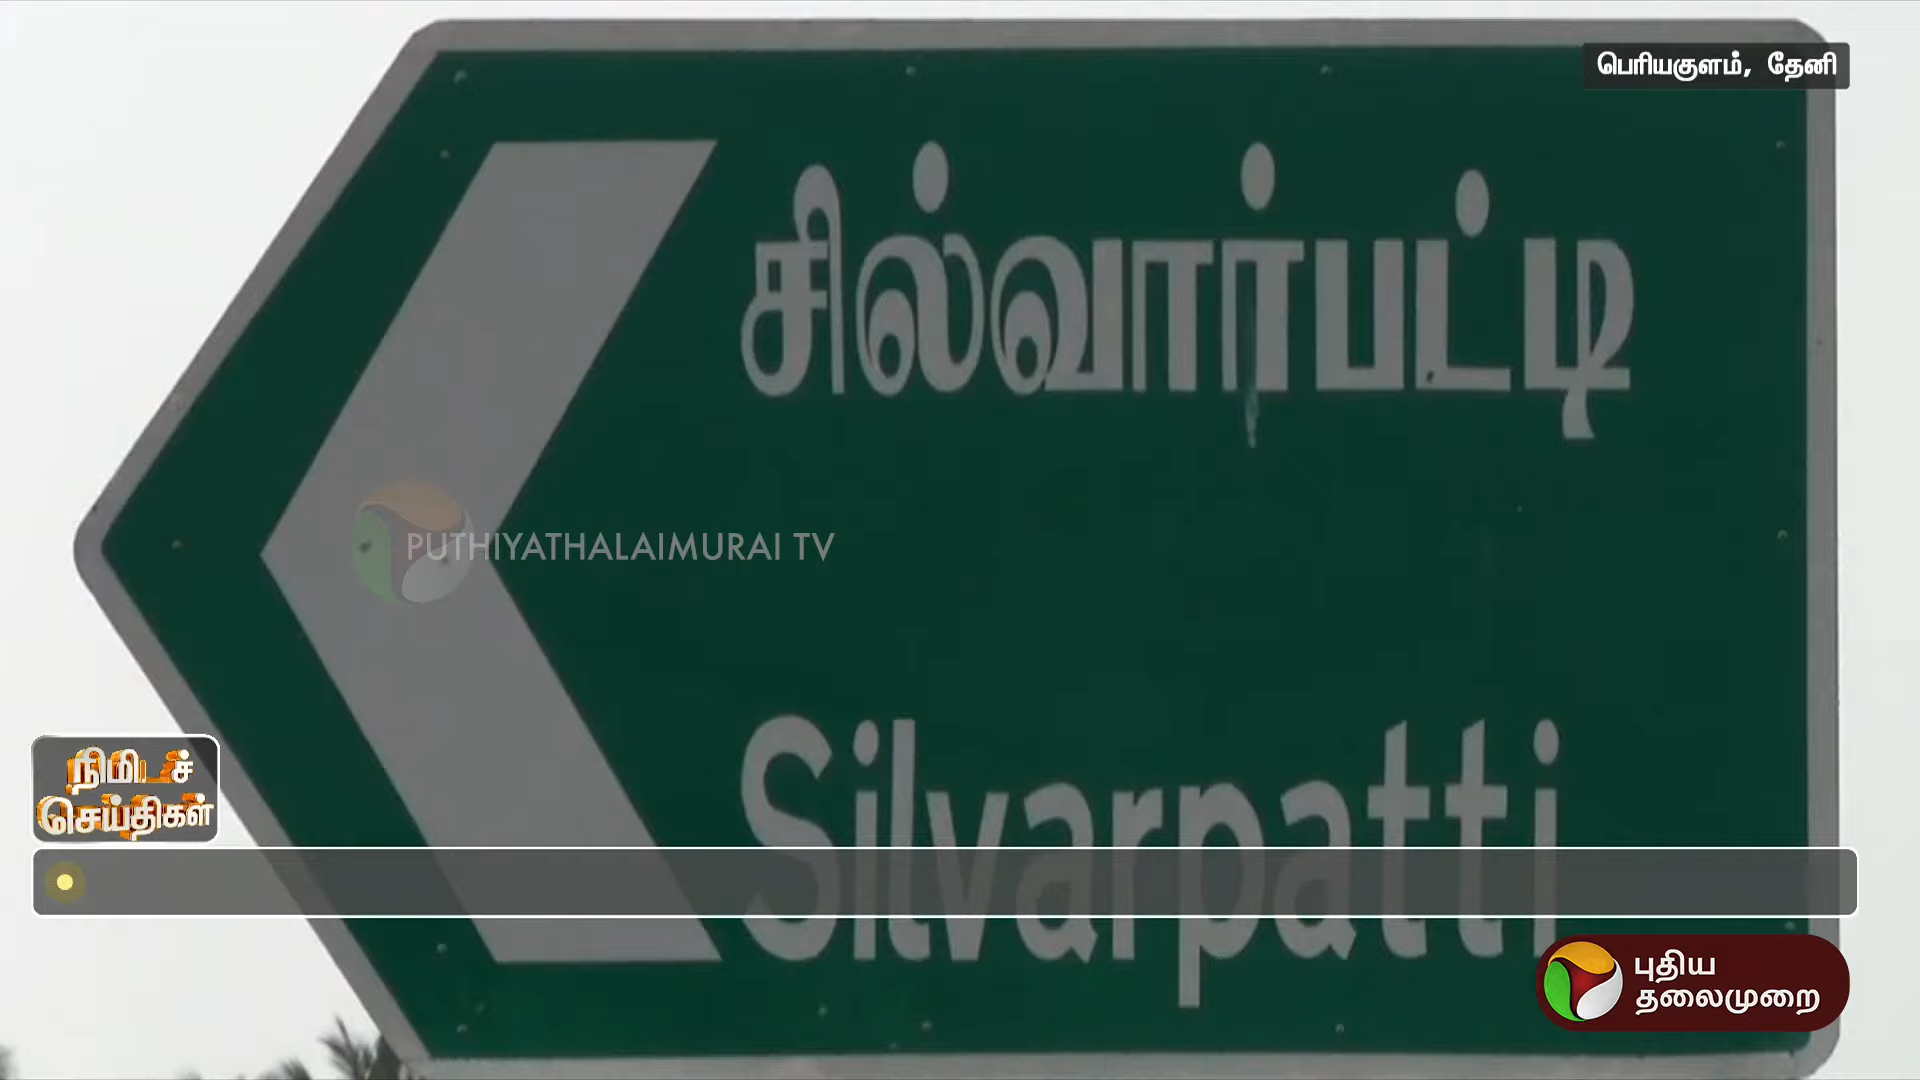 பெரியகுளம், தேனி
சில்வார்பட்டி
PUTHIYATHALAIMURAI TV
Silvarpatti
நிமிடச்
செய்திகள்
புதிய
தலைமுறை